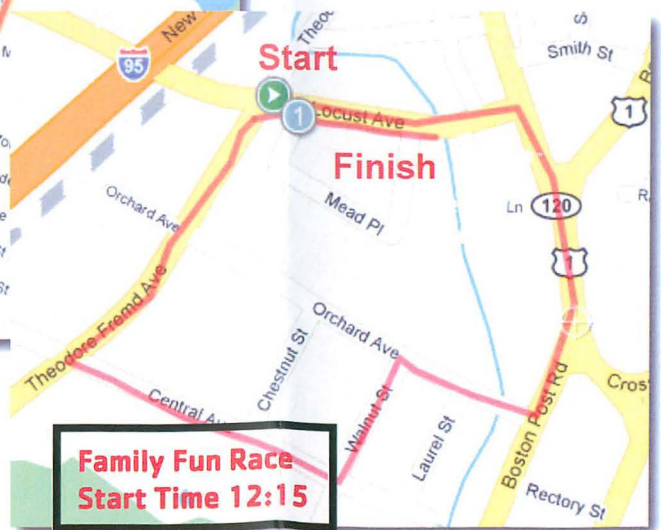 New
95
Theo
Smith St
Start
1
1
Locust Ave
Finish
Ln
120
1
Orchard Ave
Mead Pl
Theodore Fremd Ave
Orchard Ave
Chestnut St
Central Av
Walnut St
Laurel St
Boston Post Rd
Cros
Rectory St
Family Fun Race
Start Time 12:15